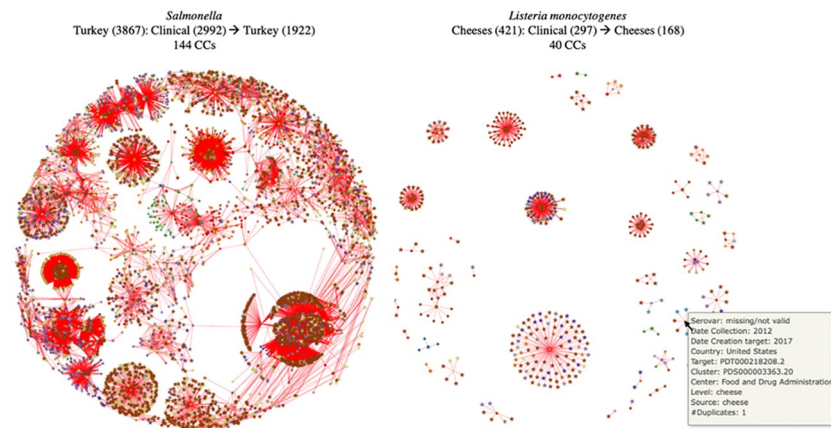 Salmonella
Turkey (3867): Clinical (2992) → Turkey (1922)
144 CCs
Listeria monocytogenes
Cheeses (421): Clinical (297) → Cheeses (168)
40 CCs
Serovar: missing/not valid
Date Collection: 2012
Date Creation target: 2017
Country: United States
Target: PDT000218208.2
Cluster: PDS000003363.20
Center: Food and Drug Administration
Level: cheese
Source: cheese
#Duplicates: 1